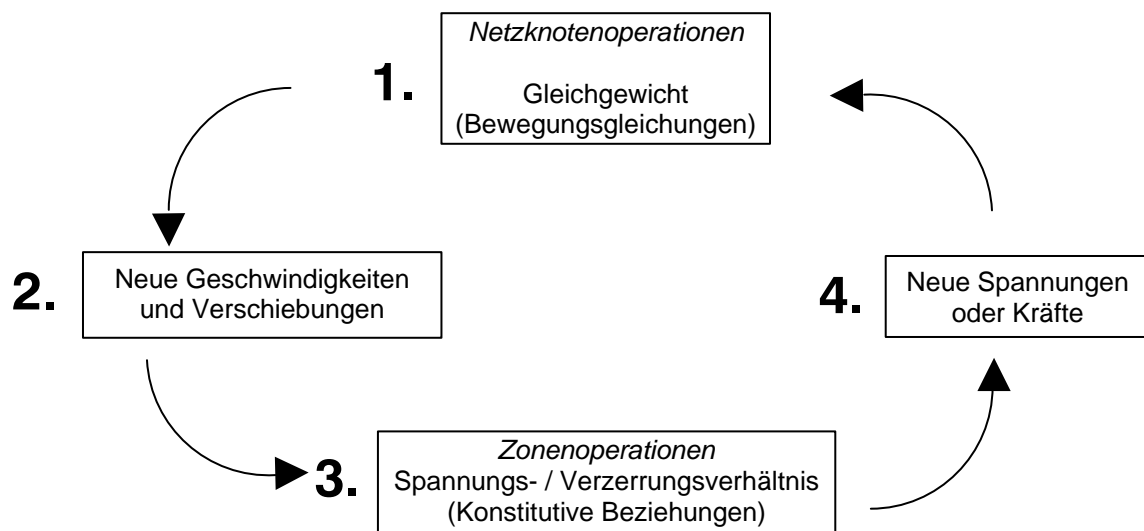 1.
Netzknotenoperationen
Gleichgewicht
(Bewegungsgleichungen)
2.
Neue Geschwindigkeiten
und Verschiebungen
3.
Zonenoperationen
Spannungs- / Verzerrungsverhältnis
(Konstitutive Beziehungen)
4.
Neue Spannungen
oder Kräfte